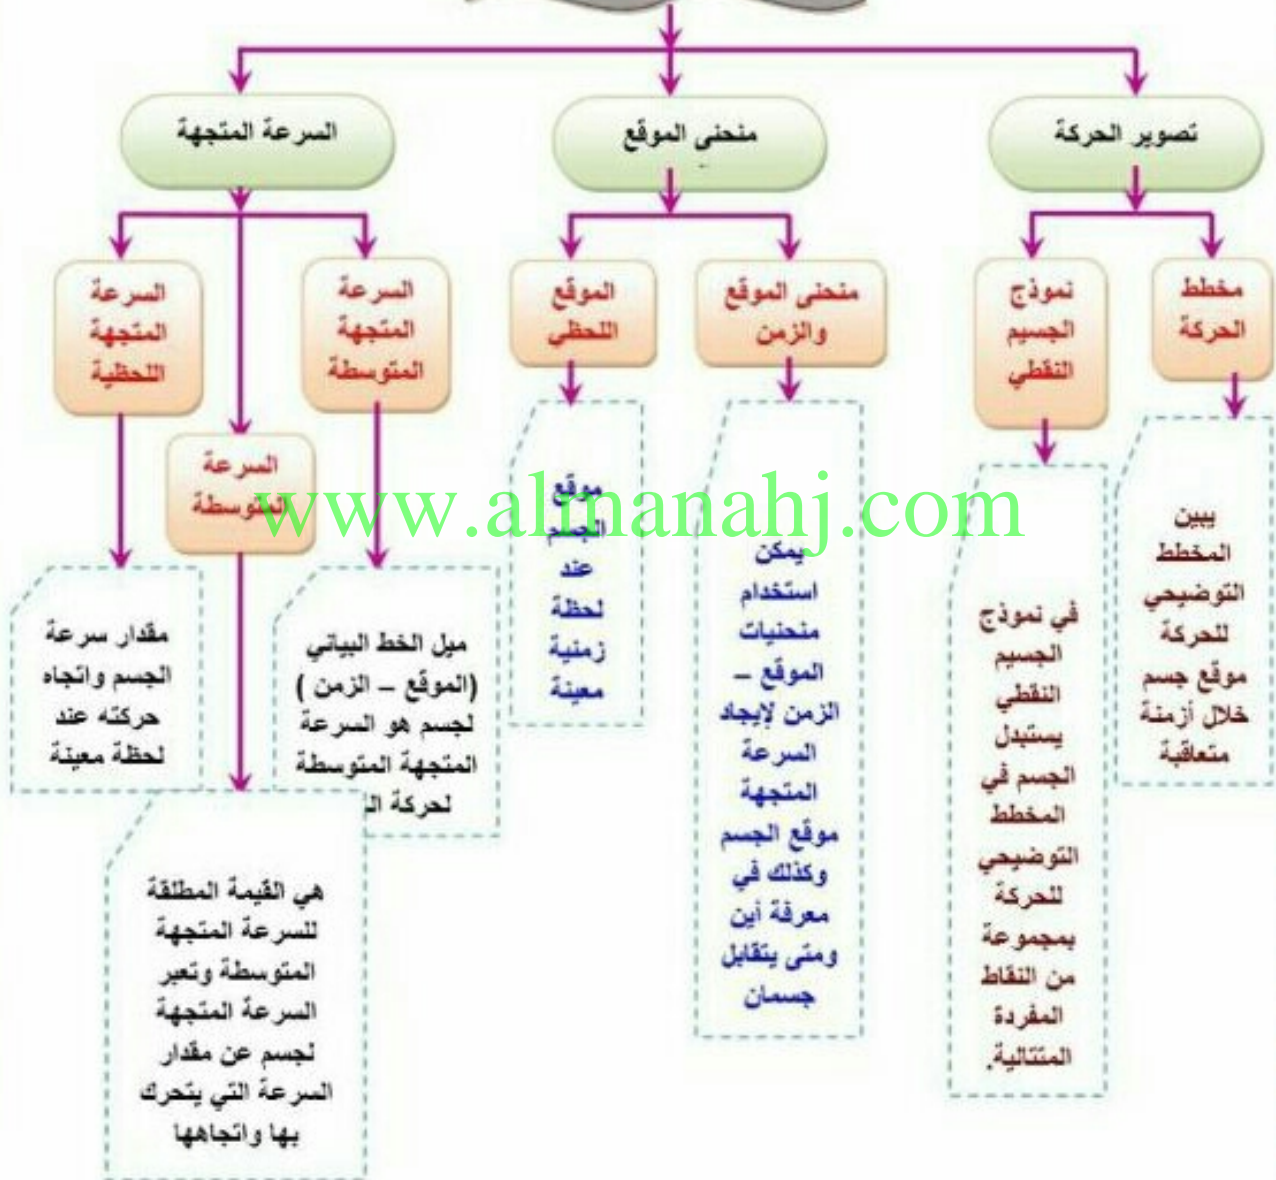 تصوير الحركة
منحني الموقع
السرعة المتجهة
مخطط
الحركة
نموذج
الجسيم
النقطي
منحنى الموقع
والزمن
الموقع
اللحظي
السرعة
المتجهة
المتوسطة
السرعة
المتوسطة
السرعة
المتجهة
اللحظية
يبين
المخطط
التوضيحي
للحركة
موقع جسم
خلال أزمنة
متعاقبة
في نموذج
الجسيم
النقطي
يستبدل
الجسم في
المخطط
التوضيحي
للحركة
بمجموعة
من النقاط
المفردة
المتتالية.
يمكن
استخدام
منحنيات
الموقع –
الزمن لإيجاد
السرعة
المتجهة
موقع الجسم
وكذلك في
معرفة أين
ومتى يتقابل
جسمان
موقع
الجسم
عند
لحظة
زمنية
معينة
ميل الخط البياني
(الموقع – الزمن )
لجسم هو السرعة
المتجهة المتوسطة
لحركة
هي القيمة المطلقة
للسرعة المتجهة
المتوسطة وتعبر
السرعة المتجهة
لجسم عن مقدار
السرعة التي يتحرك
بها واتجاهها
مقدار سرعة
الجسم واتجاه
حركته عند
لحظة معينة
www.almanahj.com